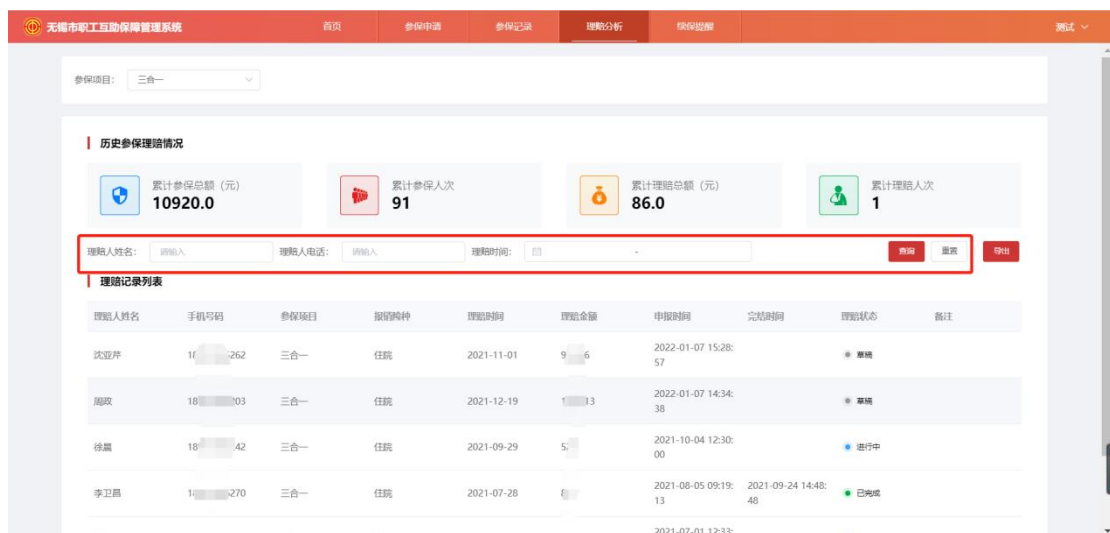 无锡市职工互助保障管理系统 首页 参保申请 参保记录 理赔分析 续保提醒 测试
参保项目: 三合一
历史参保理赔情况
累计参保总额（元） 累计参保人次 累计理赔总额（元） 累计理赔人次
10920.0 91 86.0 1
理赔人姓名: 请输入 理赔人电话: 请输入 理赔时间: - 查询 重置 导出
理赔记录列表
理赔人姓名 手机号码 参保项目 报销险种 理赔时间 理赔金额 申报时间 完结时间 理赔状态 备注
沈亚芹 262 三合一 住院 2021-11-01 2022-01-07 15:28:57 草稿
周政 18 03 三合一 住院 2021-12-19 13 2022-01-07 14:34:38 草稿
徐晨 18 42 三合一 住院 2021-09-29 2021-10-04 12:30:00 进行中
李卫昌 270 三合一 住院 2021-07-28 2021-08-05 09:19:13 2021-09-24 14:48:48 已完成
2021-07-01 12:33: